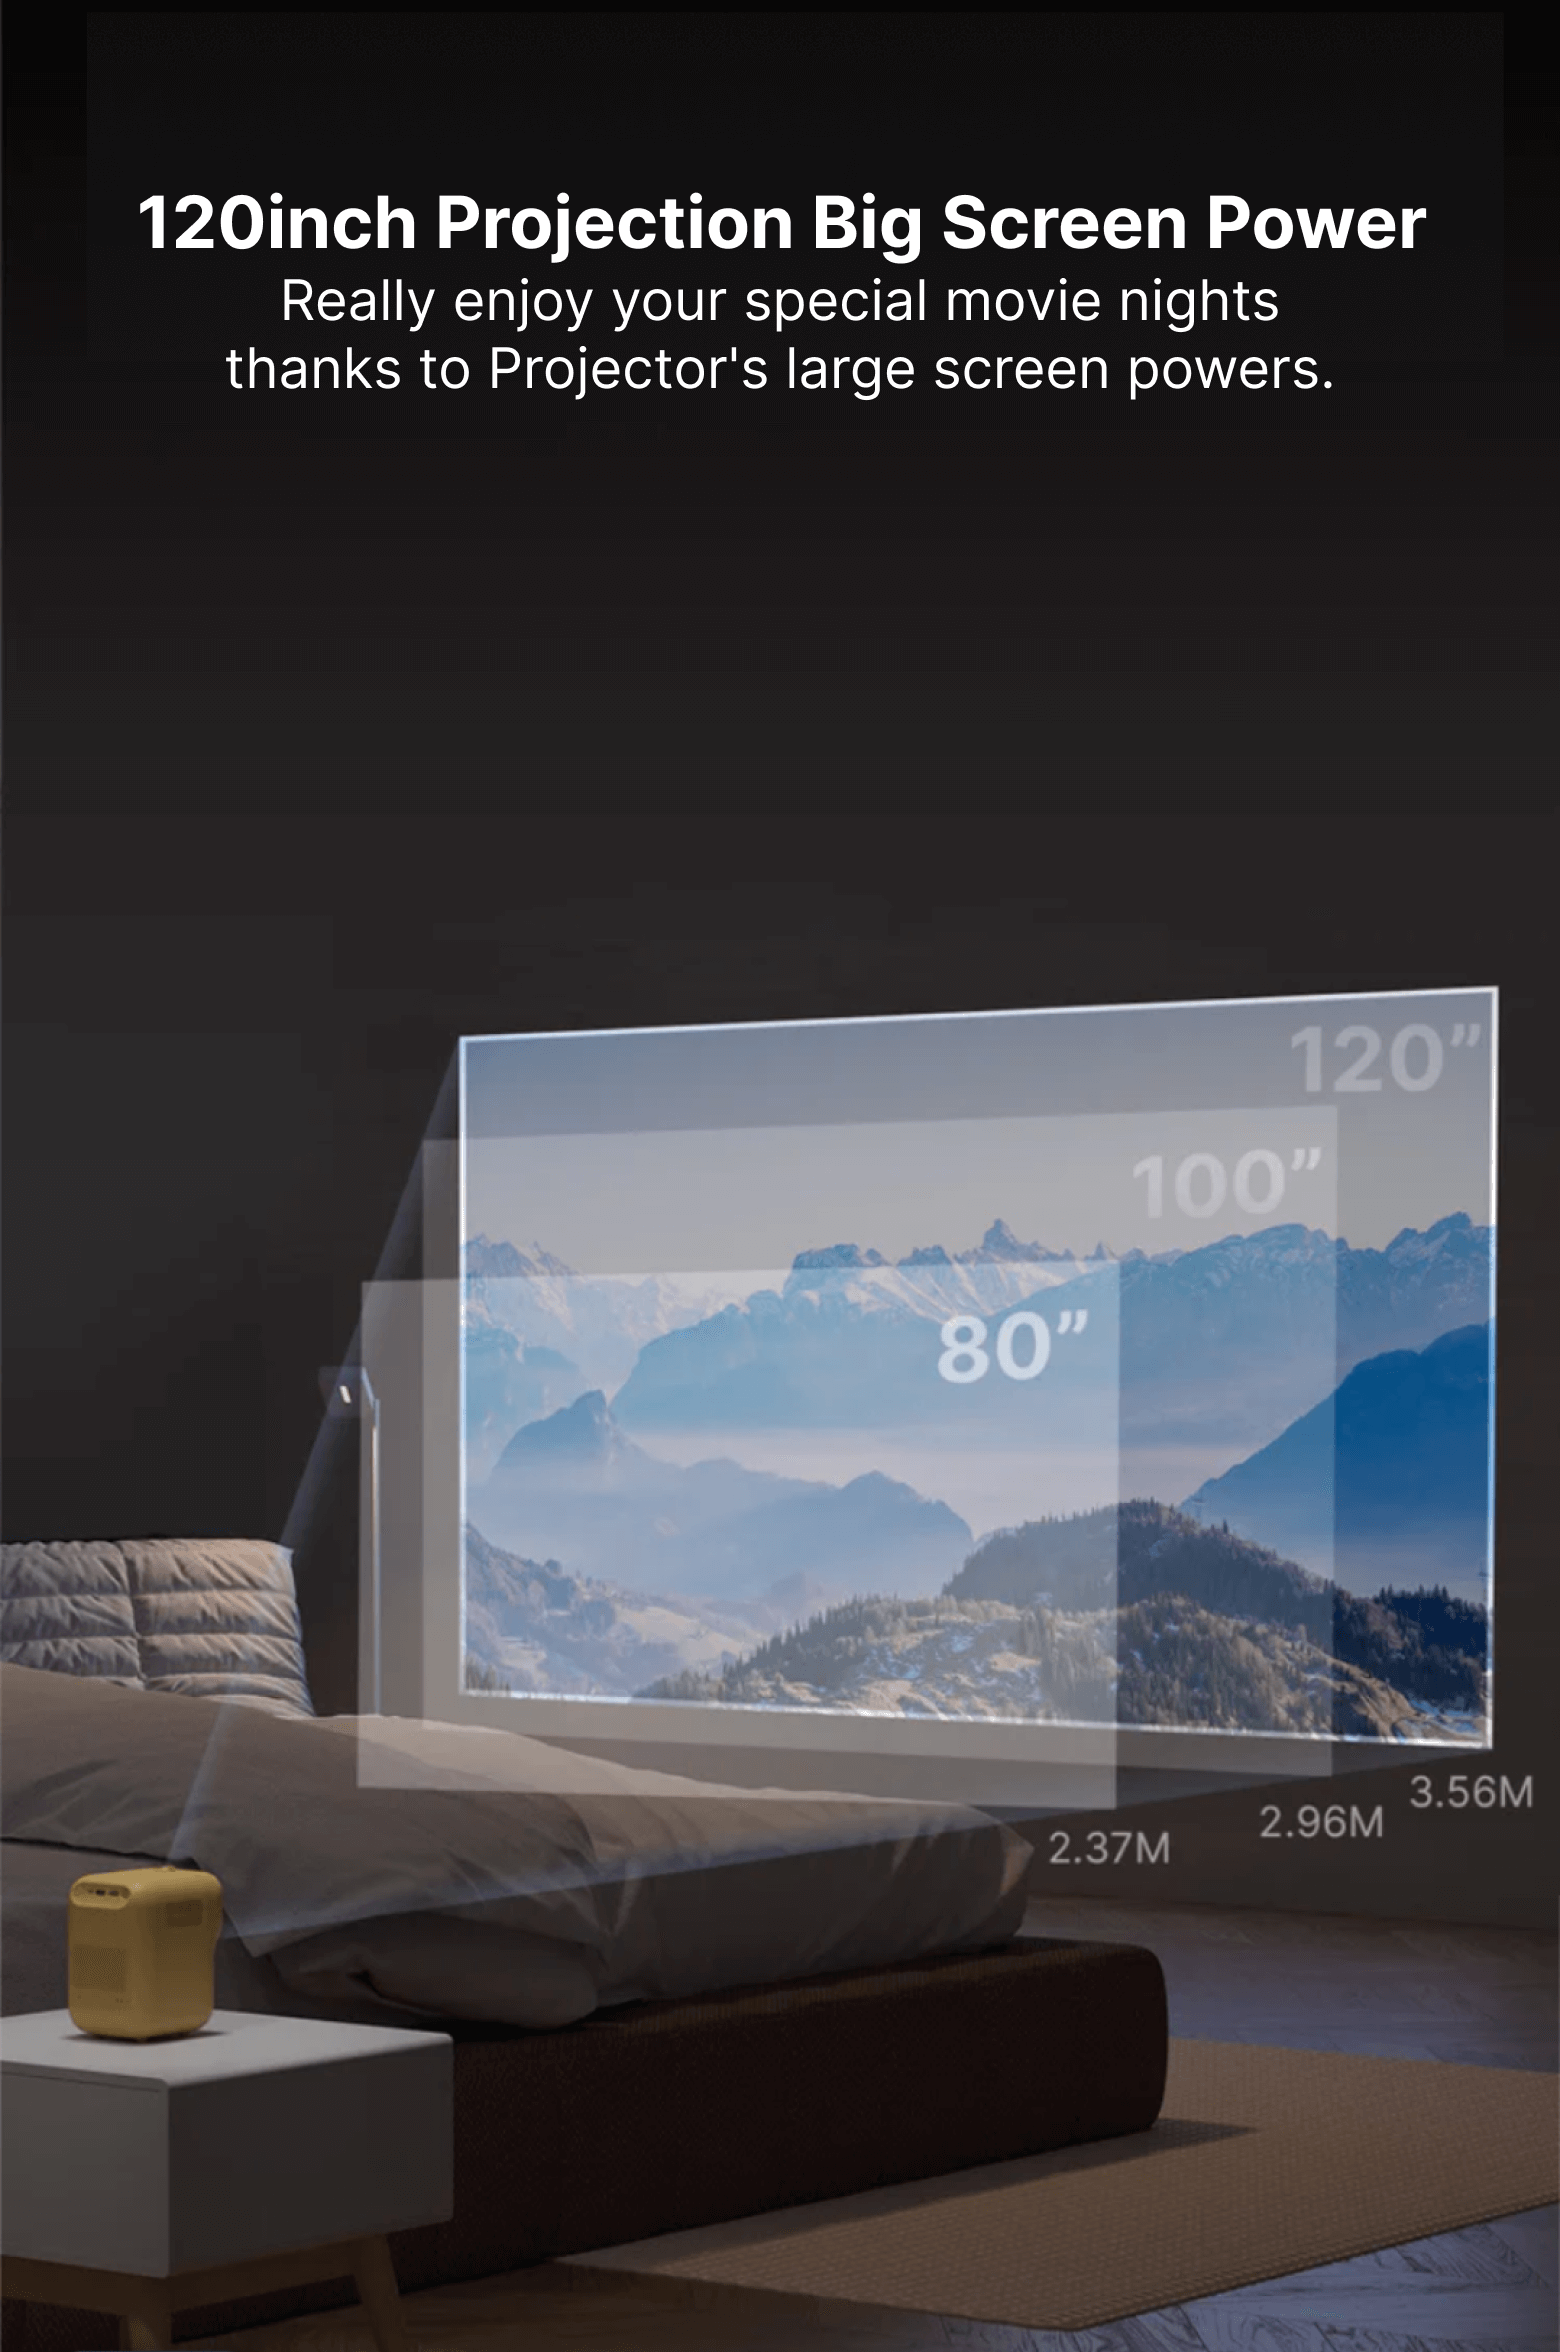 120inch Projection Big Screen Power
Really enjoy your special movie nights
thanks to Projector's large screen powers.
120”
100”
80”
3.56M
2.96M
2.37M